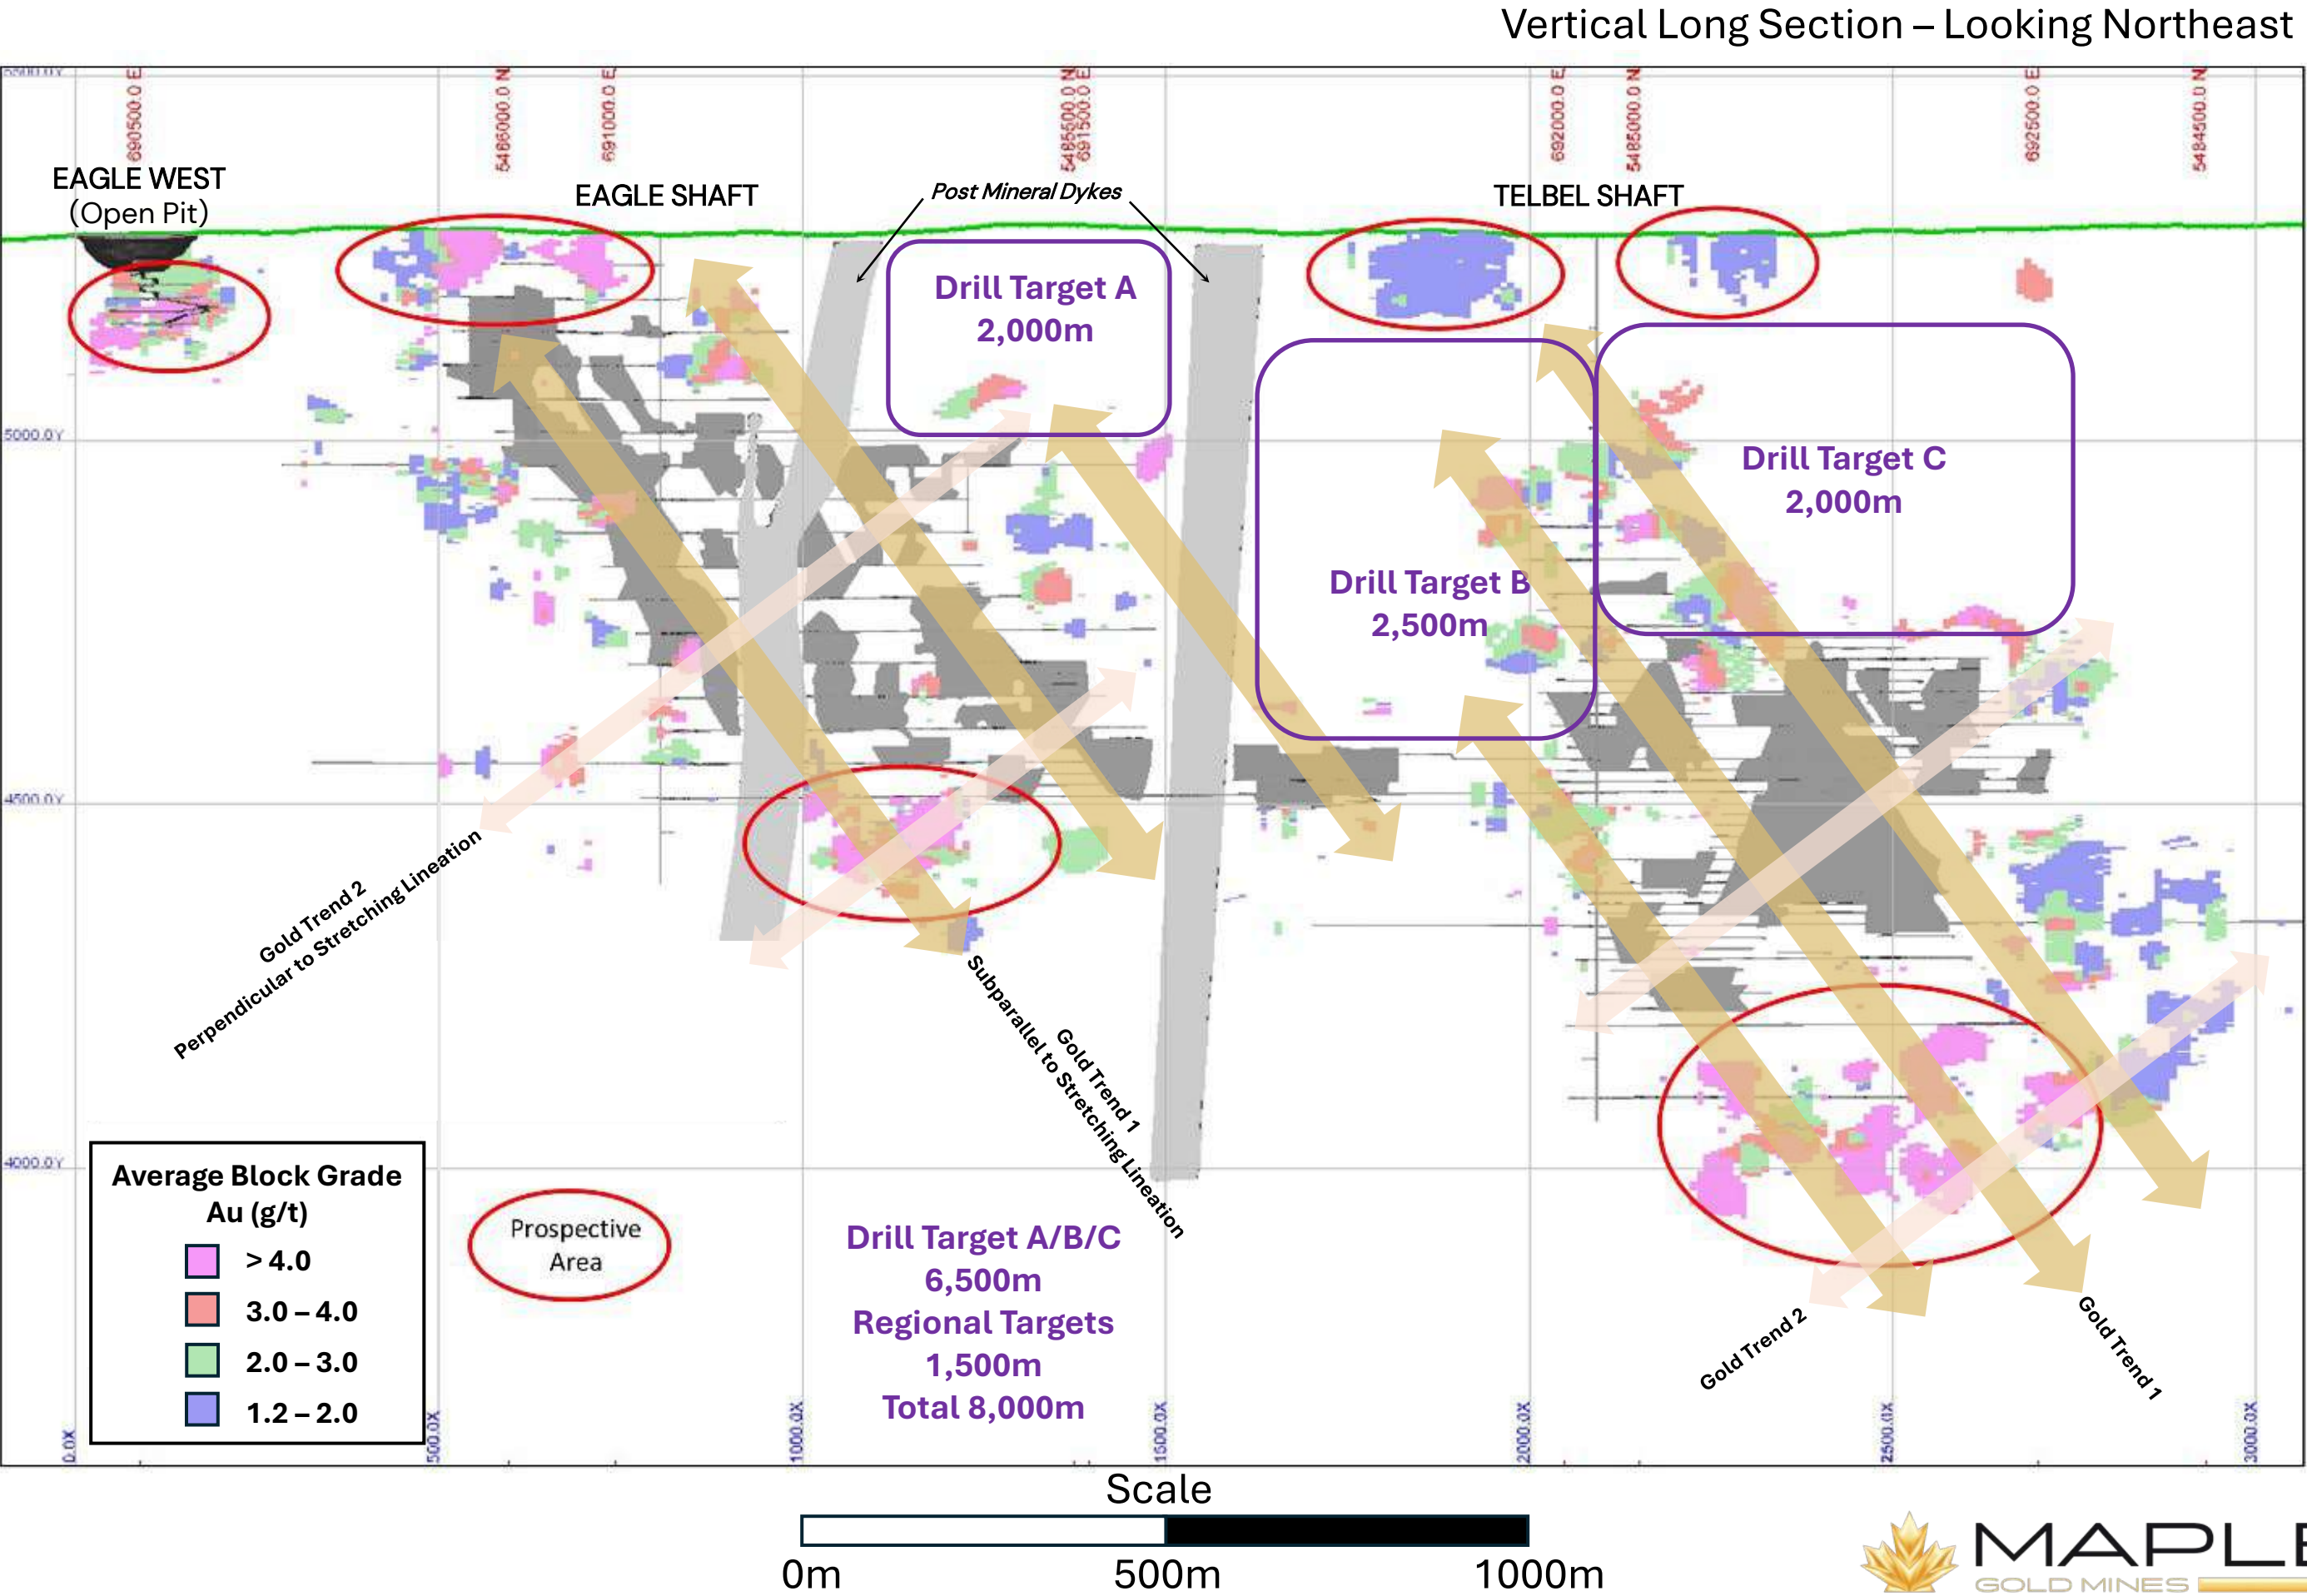 Vertical Long Section – Looking Northeast
5500.0Y
690500.0 E
5486000.0 N
691000.0 E
5485500.0 N
691500.0 E
692000.0 E
5485000.0 N
692500.0 E
5484500.0 N
EAGLE WEST
(Open Pit)
EAGLE SHAFT
Post Mineral Dykes
TELBEL SHAFT
Drill Target A
2,000m
5000.0Y
Drill Target C
2,000m
Drill Target B
2,500m
4500.0Y
Gold Trend 2
Perpendicular to Stretching Lineation
Gold Trend 1
Subparallel to Stretching Lineation
4000.0Y
Average Block Grade
Au (g/t)
> 4.0
3.0 – 4.0
2.0 – 3.0
1.2 – 2.0
Prospective
Area
Drill Target A/B/C
6,500m
Regional Targets
1,500m
Total 8,000m
Gold Trend 2
Gold Trend 1
0.0X
500.0X
1000.0X
1500.0X
2000.0X
2500.0X
3000.0X
Scale
0m
500m
1000m
MAPLE
GOLD MINES